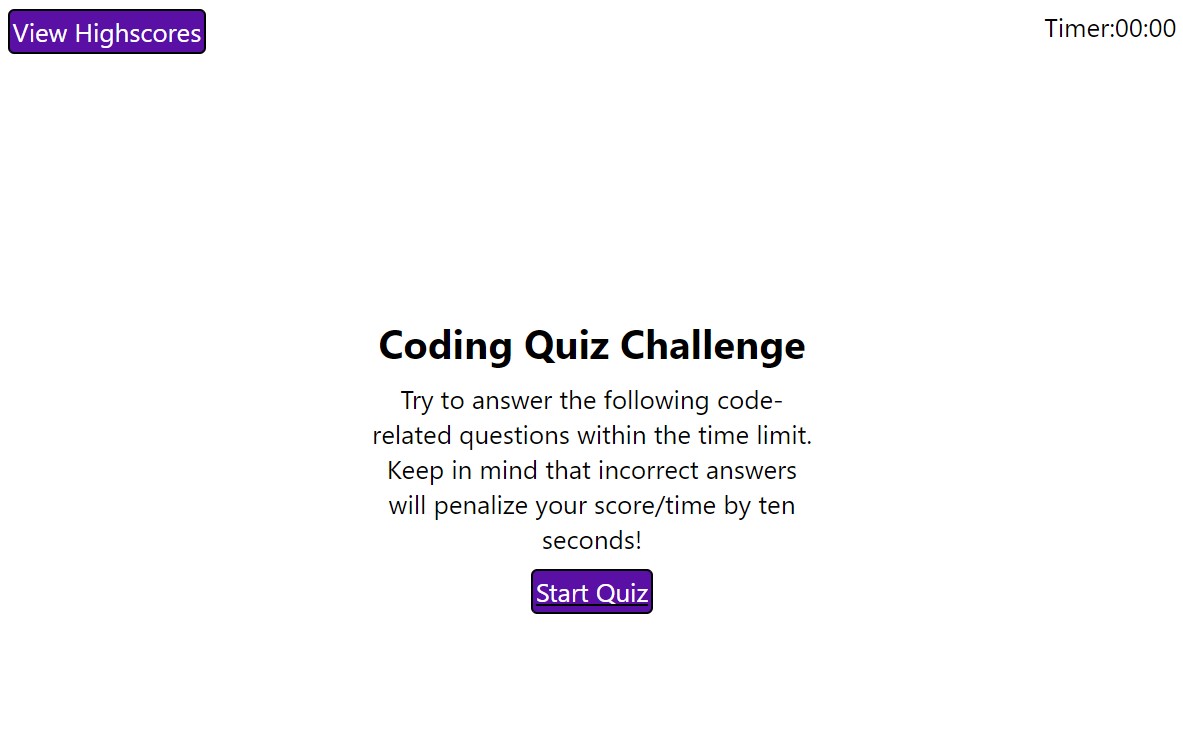 View Highscores
Timer:00:00
Coding Quiz Challenge
Try to answer the following code-
related questions within the time limit.
Keep in mind that incorrect answers
will penalize your score/time by ten
seconds!
Start Quiz